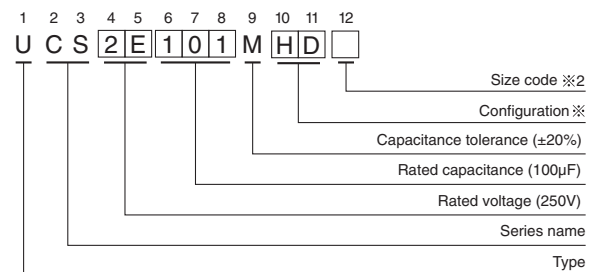 1 2 3 4 5 6 7 8 9 10 11 12
U C S 2 E 1 0 1 M H D
Size code ※2
Configuration ※
Capacitance tolerance (±20%)
Rated capacitance (100µF)
Rated voltage (250V)
Series name
Type